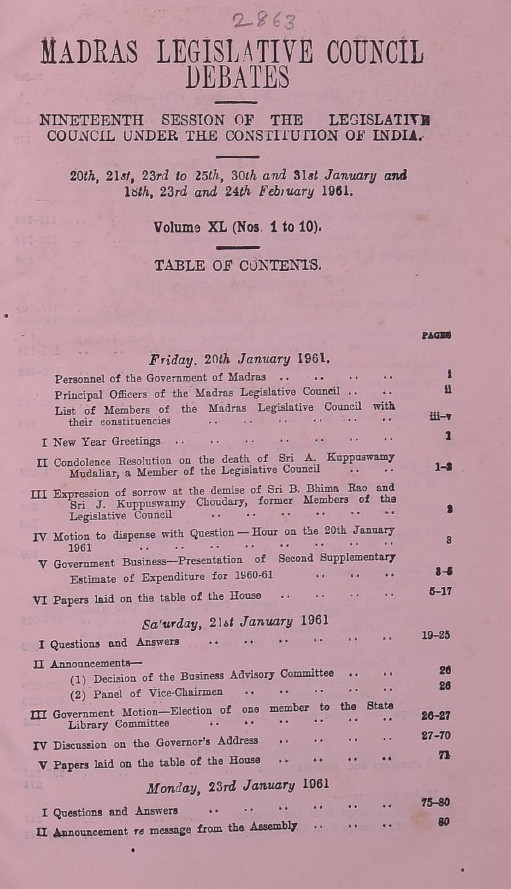 2863
MADRAS LEGISLATIVE COUNCIL
DEBATES
NINETEENTH SESSION OF THE LEGISLATIVE
COUNCIL UNDER THE CONSTITUTION OF INDIA.
20th, 21st, 23rd to 25th, 30th and 31st January and
18th, 23rd and 24th February 1961.
Volume XL (Nos. 1 to 10).
TABLE OF CONTENTS.
PAGES
Friday, 20th January 1961.
Personnel of the Government of Madras .. .. .. .. i
Principal Officers of the Madras Legislative Council .. .. ii
List of Members of the Madras Legislative Council with
their constituencies .. .. .. .. .. .. iii-v
I New Year Greetings .. .. .. .. .. .. .. 1
II Condolence Resolution on the death of Sri A. Kuppuswamy
Mudaliar, a Member of the Legislative Council .. .. 1-2
III Expression of sorrow at the demise of Sri B. Bhima Rao and
Sri J. Kuppuswamy Choudary, former Members of the
Legislative Council .. .. .. .. .. .. 2
IV Motion to dispense with Question—Hour on the 20th January
1961 .. .. .. .. .. .. .. .. 3
V Government Business—Presentation of Second Supplementary
Estimate of Expenditure for 1960-61 .. .. .. 3-5
VI Papers laid on the table of the House .. .. .. .. 5-17
Saturday, 21st January 1961
I Questions and Answers .. .. .. .. .. .. 19-25
II Announcements—
(1) Decision of the Business Advisory Committee .. .. 26
(2) Panel of Vice-Chairmen .. .. .. .. .. 26
III Government Motion—Election of one member to the State
Library Committee .. .. .. .. .. .. 26-27
IV Discussion on the Governor's Address .. .. .. .. 27-70
V Papers laid on the table of the House .. .. .. .. 71
Monday, 23rd January 1961
I Questions and Answers .. .. .. .. .. .. 75-80
II Announcement re message from the Assembly .. .. .. 80